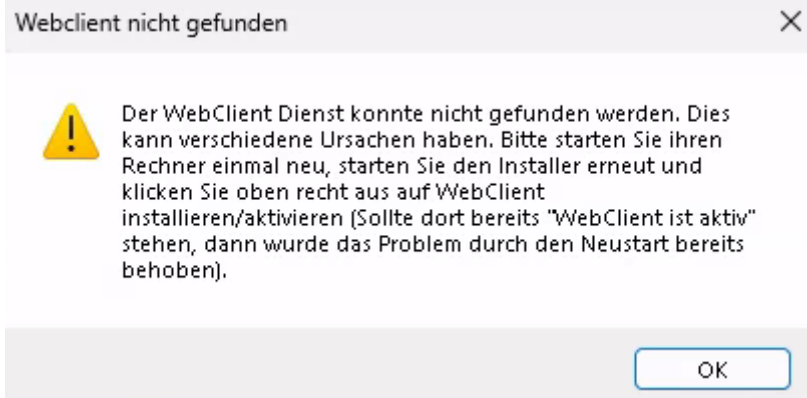 Webclient nicht gefunden
Der WebClient Dienst konnte nicht gefunden werden. Dies
kann verschiedene Ursachen haben. Bitte starten Sie ihren
Rechner einmal neu, starten Sie den Installer erneut und
klicken Sie oben recht aus auf WebClient
installieren/aktivieren (Sollte dort bereits "WebClient ist aktiv"
stehen, dann wurde das Problem durch den Neustart bereits
behoben).
OK